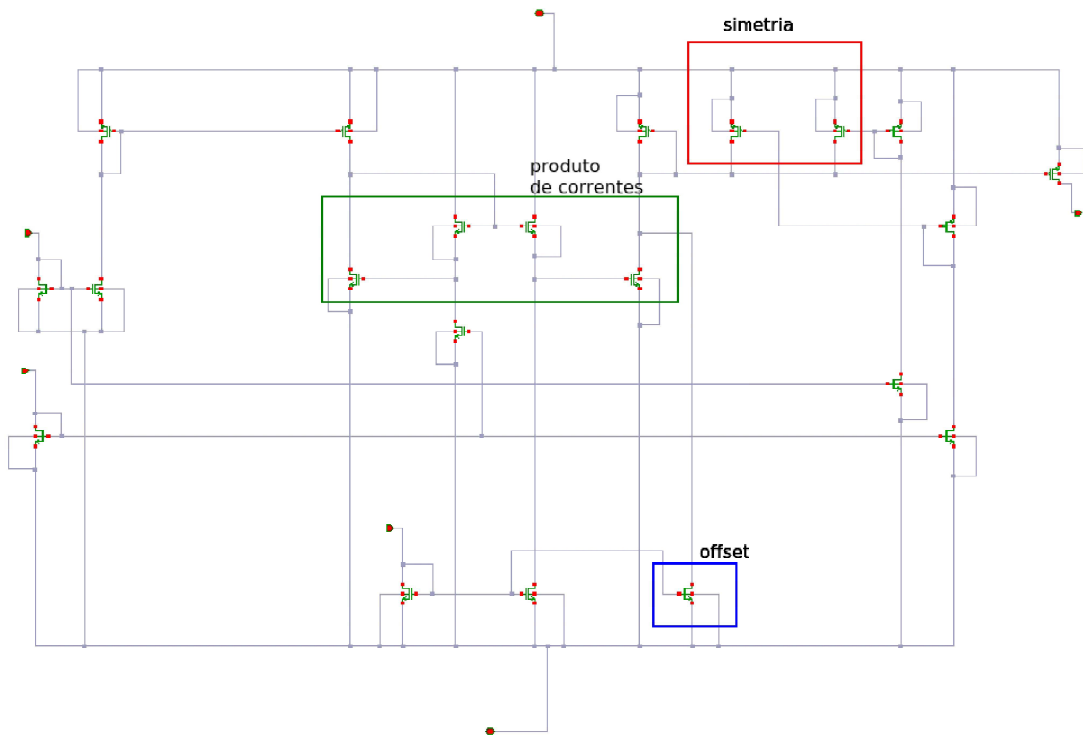 simetria
produto
de correntes
offset